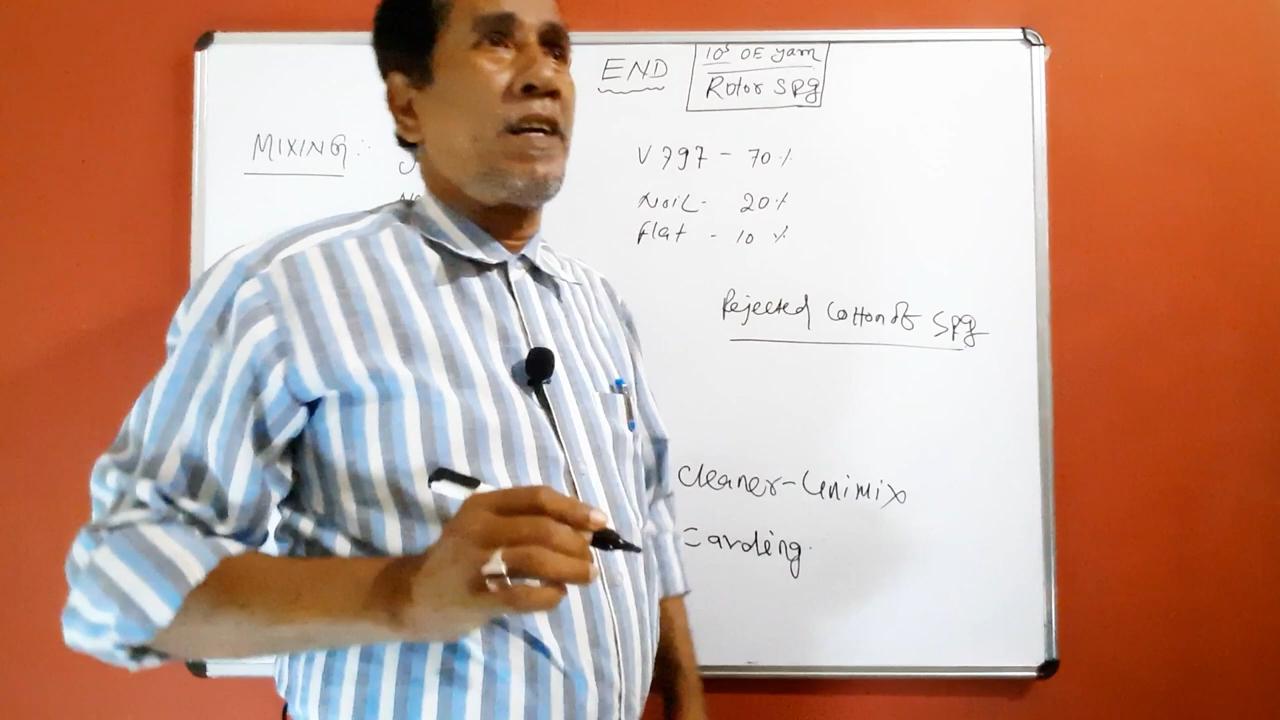 END
10s OE yarn
Rotor SPg
MIXING:-
V797 - 70%
Noil- 20%
Flat - 10 %
Rejected Cotton of SPg
Cleaner-Unimix
Carding